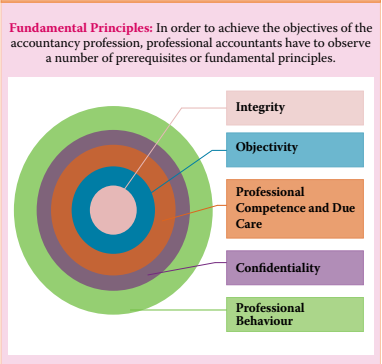 Fundamental Principles: In order to achieve the objectives of the
accountancy profession, professional accountants have to observe
a number of prerequisites or fundamental principles.
Integrity
Objectivity
Professional
Competence and Due
Care
Confidentiality
Professional
Behaviour